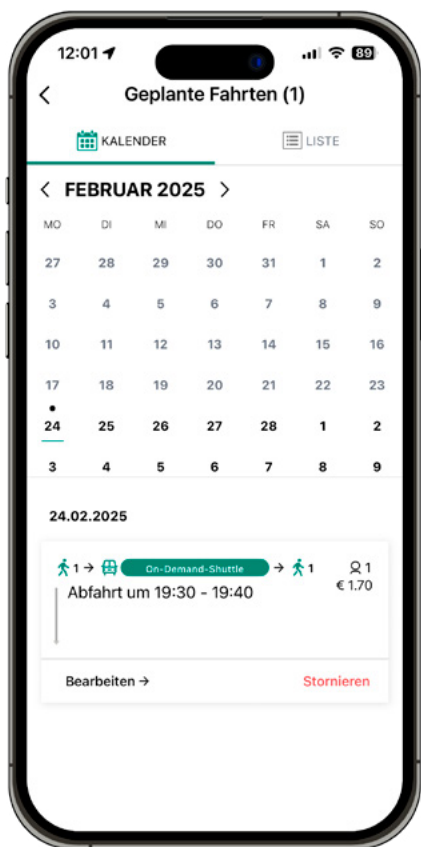 12:01 89
Geplante Fahrten (1)
KALENDER LISTE
FEBRUAR 2025
MO DI MI DO FR SA SO
27 28 29 30 31 1 2
3 4 5 6 7 8 9
10 11 12 13 14 15 16
17 18 19 20 21 22 23
24 25 26 27 28 1 2
3 4 5 6 7 8 9
24.02.2025
1 → On-Demand-Shuttle → 1 1
€ 1.70
Abfahrt um 19:30 - 19:40
Bearbeiten → Stornieren